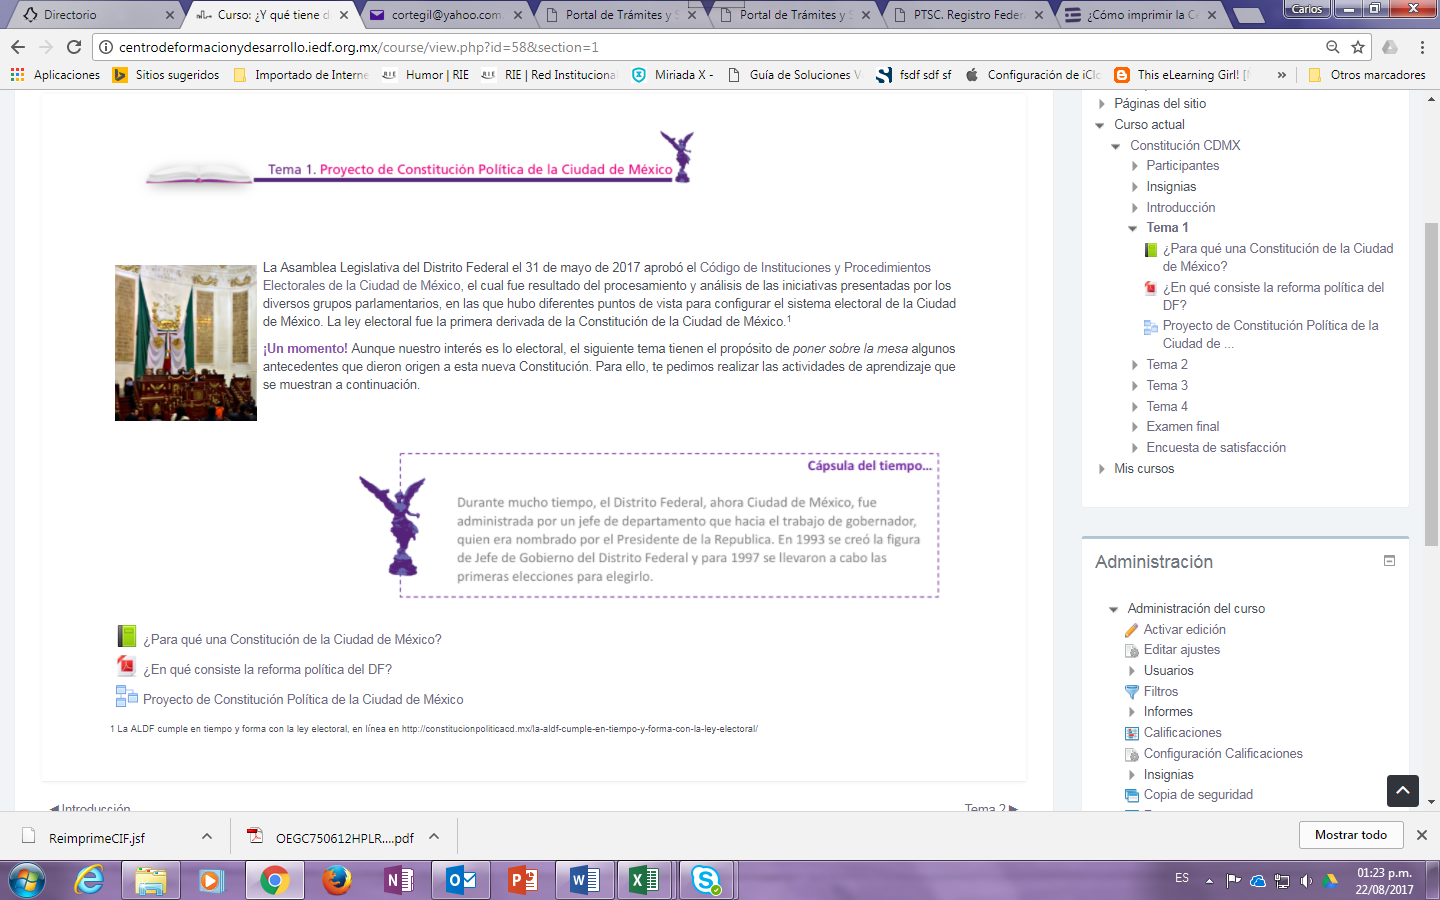 Directorio
Curso: ¿Y qué tiene d
cortegil@yahoo.com
Portal de Trámites y S
Portal de Trámites y S
PTSC. Registro Feder
¿Cómo imprimir la Ce
Carlos
centrodeformacionydesarrollo.iedf.org.mx/course/view.php?id=58&section=1
Aplicaciones
Sitios sugeridos
Importado de Interne
Humor | RIE
RIE | Red Institucional
Miriada X -
Guía de Soluciones V
fsdf sdf sf
Configuración de iClo
This eLearning Girl! [
»
Otros marcadores
Tema 1. Proyecto de Constitución Política de la Ciudad de México
La Asamblea Legislativa del Distrito Federal el 31 de mayo de 2017 aprobó el Código de Instituciones y Procedimientos
Electorales de la Ciudad de México, el cual fue resultado del procesamiento y análisis de las iniciativas presentadas por los
diversos grupos parlamentarios, en las que hubo diferentes puntos de vista para configurar el sistema electoral de la Ciudad
de México. La ley electoral fue la primera derivada de la Constitución de la Ciudad de México.1
¡Un momento! Aunque nuestro interés es lo electoral, el siguiente tema tienen el propósito de poner sobre la mesa algunos
antecedentes que dieron origen a esta nueva Constitución. Para ello, te pedimos realizar las actividades de aprendizaje que
se muestran a continuación.
Cápsula del tiempo...
Durante mucho tiempo, el Distrito Federal, ahora Ciudad de México, fue
administrada por un jefe de departamento que hacia el trabajo de gobernador,
quien era nombrado por el Presidente de la Republica. En 1993 se creó la figura
de Jefe de Gobierno del Distrito Federal y para 1997 se llevaron a cabo las
primeras elecciones para elegirlo.
¿Para qué una Constitución de la Ciudad de México?
¿En qué consiste la reforma política del DF?
Proyecto de Constitución Política de la Ciudad de México
1 La ALDF cumple en tiempo y forma con la ley electoral, en línea en http://constitucionpoliticacd.mx/la-aldf-cumple-en-tiempo-y-forma-con-la-ley-electoral/
◀ Introducción
Tema 2 ▶
Páginas del sitio
Curso actual
Constitución CDMX
Participantes
Insignias
Introducción
Tema 1
¿Para qué una Constitución de la Ciudad
de México?
¿En qué consiste la reforma política del
DF?
Proyecto de Constitución Política de la
Ciudad de ...
Tema 2
Tema 3
Tema 4
Examen final
Encuesta de satisfacción
Mis cursos
Administración
Administración del curso
Activar edición
Editar ajustes
Usuarios
Filtros
Informes
Calificaciones
Configuración Calificaciones
Insignias
Copia de seguridad
ReimprimeCIF.jsf
OEGC750612HPLR....pdf
Mostrar todo
ES
01:23 p.m.
22/08/2017